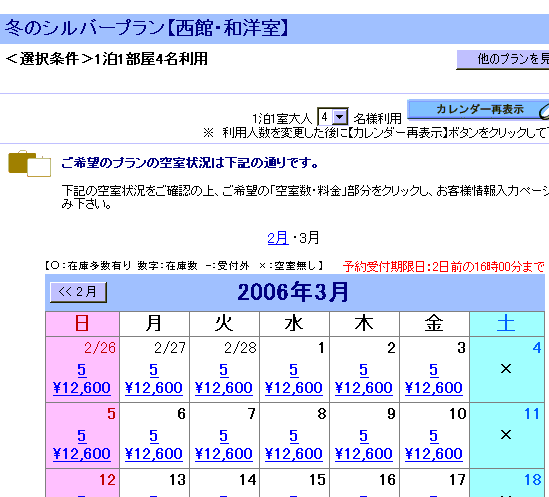 冬のシルバープラン【西館・和洋室】
＜選択条件＞1泊1部屋4名利用
他のプランを見
1泊1室大人 4 名様利用 カレンダー再表示
※ 利用人数を変更した後に【カレンダー再表示】ボタンをクリックして
ご希望のプランの空室状況は下記の通りです。
下記の空室状況をご確認の上、ご希望の「空室数・料金」部分をクリックし、お客様情報入力ペー
み下さい。
2月 ・3月
【○：在庫多数有り 数字：在庫数 −：受付外 ×：空室無し】 予約受付期限日：2日前の16時00分まで
<< 2月 2006年3月
日 月 火 水 木 金 土
2/26 2/27 2/28 1 2 3 4
5 5 5 5 5 5 ×
¥12,600 ¥12,600 ¥12,600 ¥12,600 ¥12,600 ¥12,600
5 6 7 8 9 10 11
5 5 5 5 5 5 ×
¥12,600 ¥12,600 ¥12,600 ¥12,600 ¥12,600 ¥12,600
12 13 14 15 16 17 18